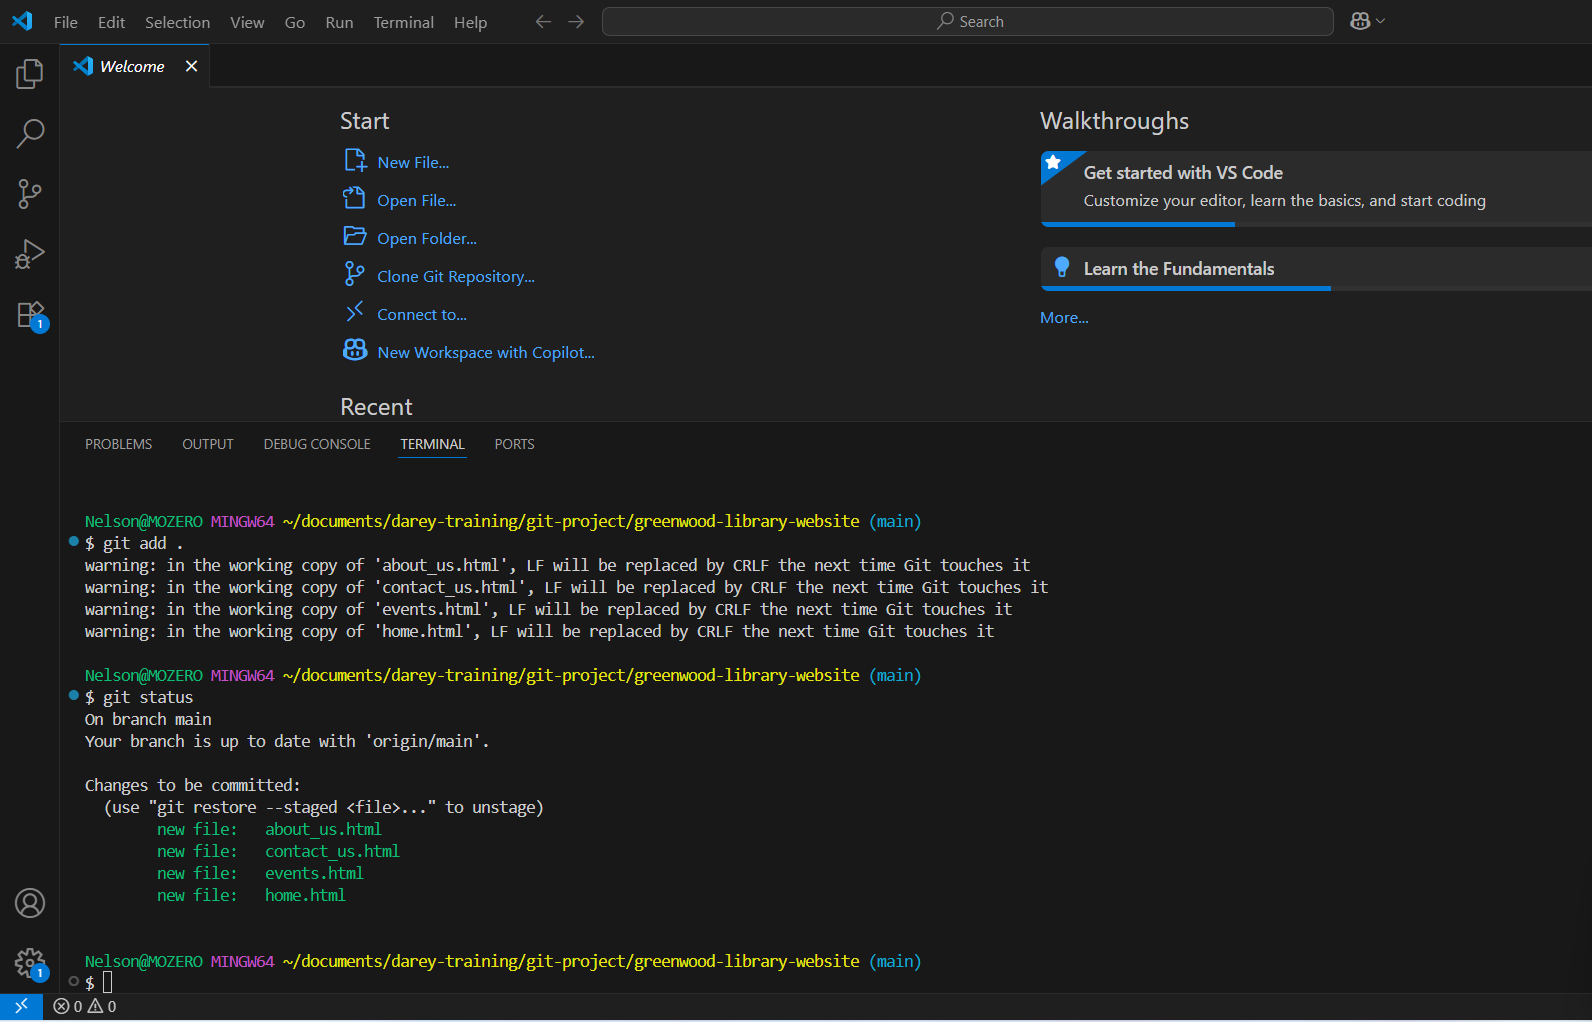 File Edit Selection View Go Run Terminal Help Search
Welcome
Start
New File...
Open File...
Open Folder...
Clone Git Repository...
Connect to...
New Workspace with Copilot...
Recent
Walkthroughs
Get started with VS Code
Customize your editor, learn the basics, and start coding
Learn the Fundamentals
More...
1
PROBLEMS OUTPUT DEBUG CONSOLE TERMINAL PORTS
Nelson@MOZERO MINGW64 ~/documents/darey-training/git-project/greenwood-library-website (main)
$ git add .
warning: in the working copy of 'about_us.html', LF will be replaced by CRLF the next time Git touches it
warning: in the working copy of 'contact_us.html', LF will be replaced by CRLF the next time Git touches it
warning: in the working copy of 'events.html', LF will be replaced by CRLF the next time Git touches it
warning: in the working copy of 'home.html', LF will be replaced by CRLF the next time Git touches it
Nelson@MOZERO MINGW64 ~/documents/darey-training/git-project/greenwood-library-website (main)
$ git status
On branch main
Your branch is up to date with 'origin/main'.
Changes to be committed:
(use "git restore --staged <file>..." to unstage)
new file: about_us.html
new file: contact_us.html
new file: events.html
new file: home.html
Nelson@MOZERO MINGW64 ~/documents/darey-training/git-project/greenwood-library-website (main)
$
1
0 0